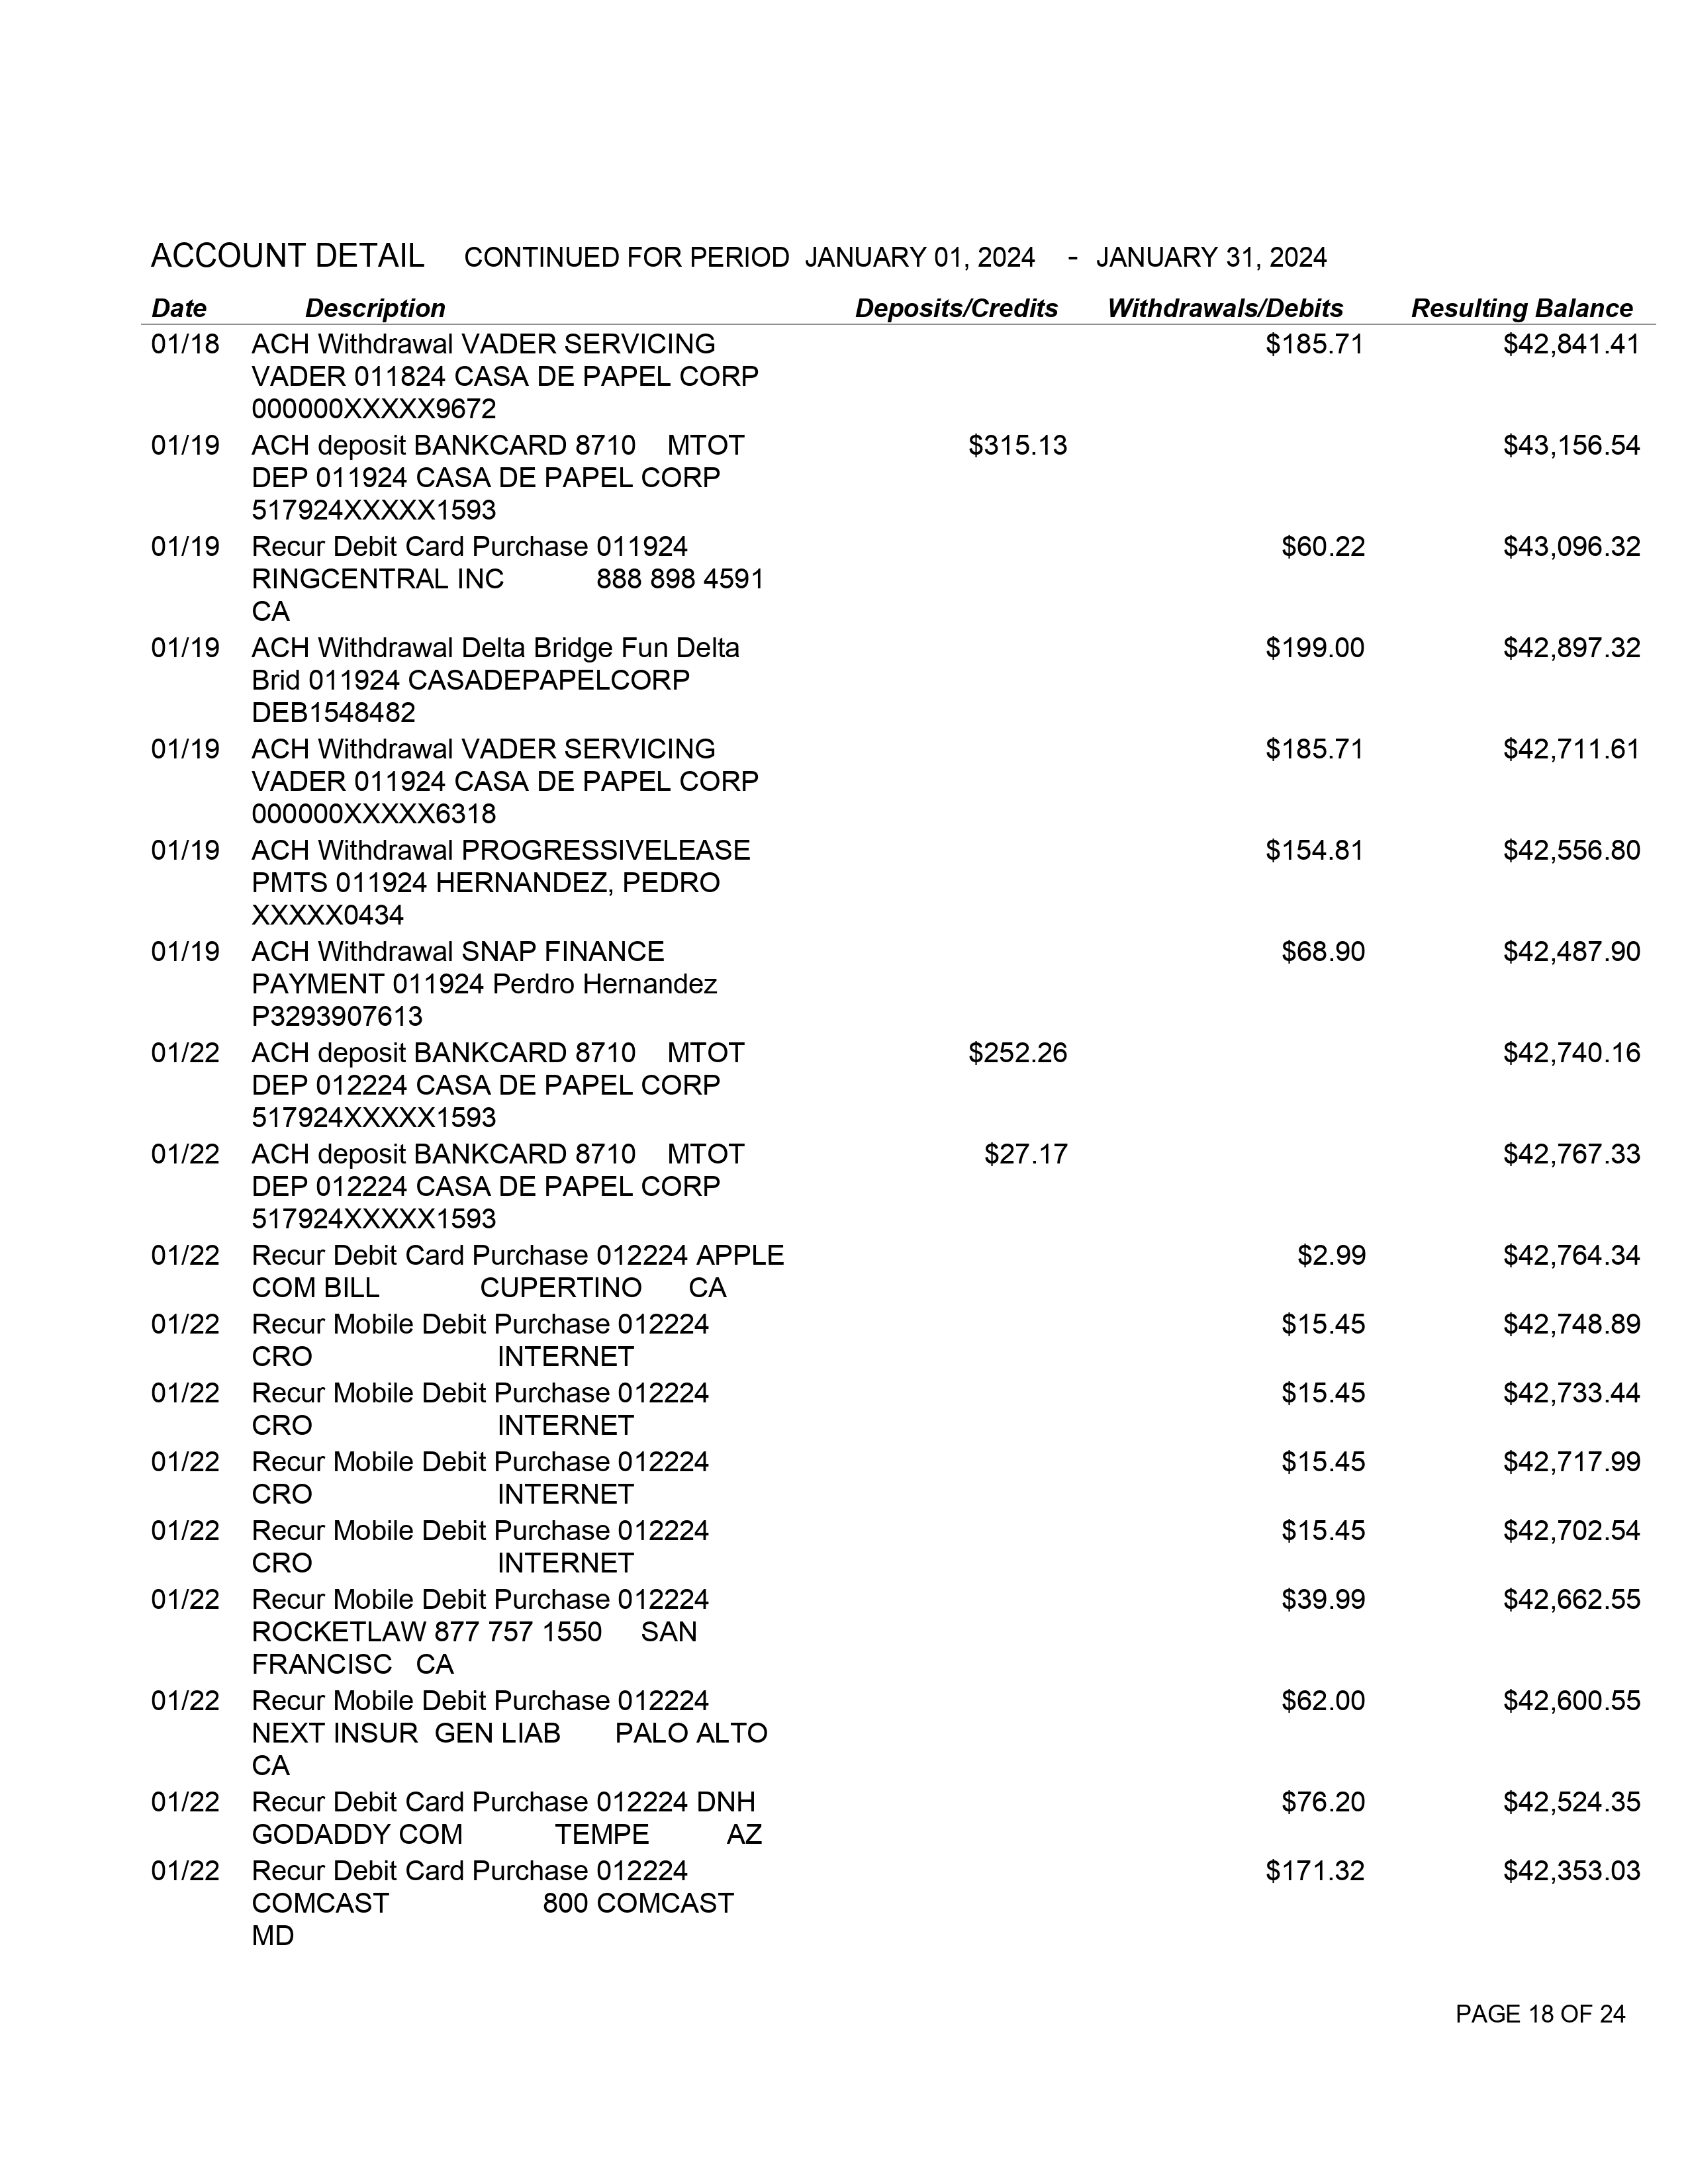 ACCOUNT DETAIL CONTINUED FOR PERIOD JANUARY 01, 2024 - JANUARY 31, 2024
Date Description Deposits/Credits Withdrawals/Debits Resulting Balance
01/18 ACH Withdrawal VADER SERVICING $185.71 $42,841.41
VADER 011824 CASA DE PAPEL CORP
000000XXXXX9672
01/19 ACH deposit BANKCARD 8710 MTOT $315.13 $43,156.54
DEP 011924 CASA DE PAPEL CORP
517924XXXXX1593
01/19 Recur Debit Card Purchase 011924 $60.22 $43,096.32
RINGCENTRAL INC 888 898 4591
CA
01/19 ACH Withdrawal Delta Bridge Fun Delta $199.00 $42,897.32
Brid 011924 CASADEPAPELCORP
DEB1548482
01/19 ACH Withdrawal VADER SERVICING $185.71 $42,711.61
VADER 011924 CASA DE PAPEL CORP
000000XXXXX6318
01/19 ACH Withdrawal PROGRESSIVELEASE $154.81 $42,556.80
PMTS 011924 HERNANDEZ, PEDRO
XXXXX0434
01/19 ACH Withdrawal SNAP FINANCE $68.90 $42,487.90
PAYMENT 011924 Perdro Hernandez
P3293907613
01/22 ACH deposit BANKCARD 8710 MTOT $252.26 $42,740.16
DEP 012224 CASA DE PAPEL CORP
517924XXXXX1593
01/22 ACH deposit BANKCARD 8710 MTOT $27.17 $42,767.33
DEP 012224 CASA DE PAPEL CORP
517924XXXXX1593
01/22 Recur Debit Card Purchase 012224 APPLE $2.99 $42,764.34
COM BILL CUPERTINO CA
01/22 Recur Mobile Debit Purchase 012224 $15.45 $42,748.89
CRO INTERNET
01/22 Recur Mobile Debit Purchase 012224 $15.45 $42,733.44
CRO INTERNET
01/22 Recur Mobile Debit Purchase 012224 $15.45 $42,717.99
CRO INTERNET
01/22 Recur Mobile Debit Purchase 012224 $15.45 $42,702.54
CRO INTERNET
01/22 Recur Mobile Debit Purchase 012224 $39.99 $42,662.55
ROCKETLAW 877 757 1550 SAN
FRANCISC CA
01/22 Recur Mobile Debit Purchase 012224 $62.00 $42,600.55
NEXT INSUR GEN LIAB PALO ALTO
CA
01/22 Recur Debit Card Purchase 012224 DNH $76.20 $42,524.35
GODADDY COM TEMPE AZ
01/22 Recur Debit Card Purchase 012224 $171.32 $42,353.03
COMCAST 800 COMCAST
MD
PAGE 18 OF 24